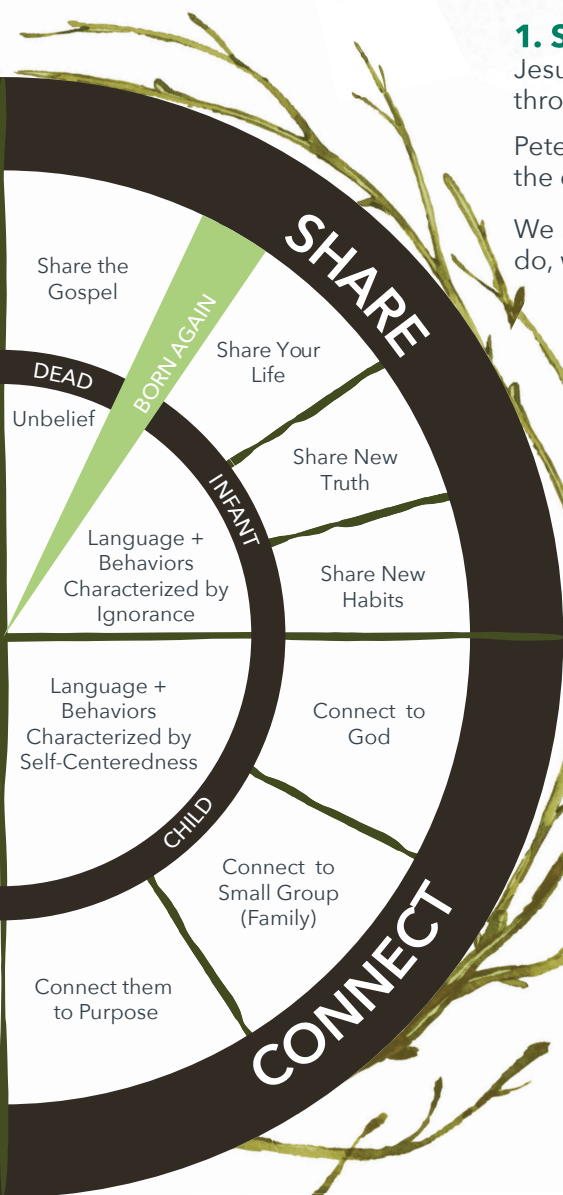 1. S
Jesu
thro
Pete
the
We
do,
SHARE
Share the
Gospel
BORN AGAIN
Share Your
Life
DEAD
Unbelief
Share New
Truth
INFANT
Language +
Behaviors
Characterized by
Ignorance
Share New
Habits
Language +
Behaviors
Characterized by
Self-Centeredness
Connect to
God
CHILD
Connect to
Small Group
(Family)
CONNECT
Connect them
to Purpose